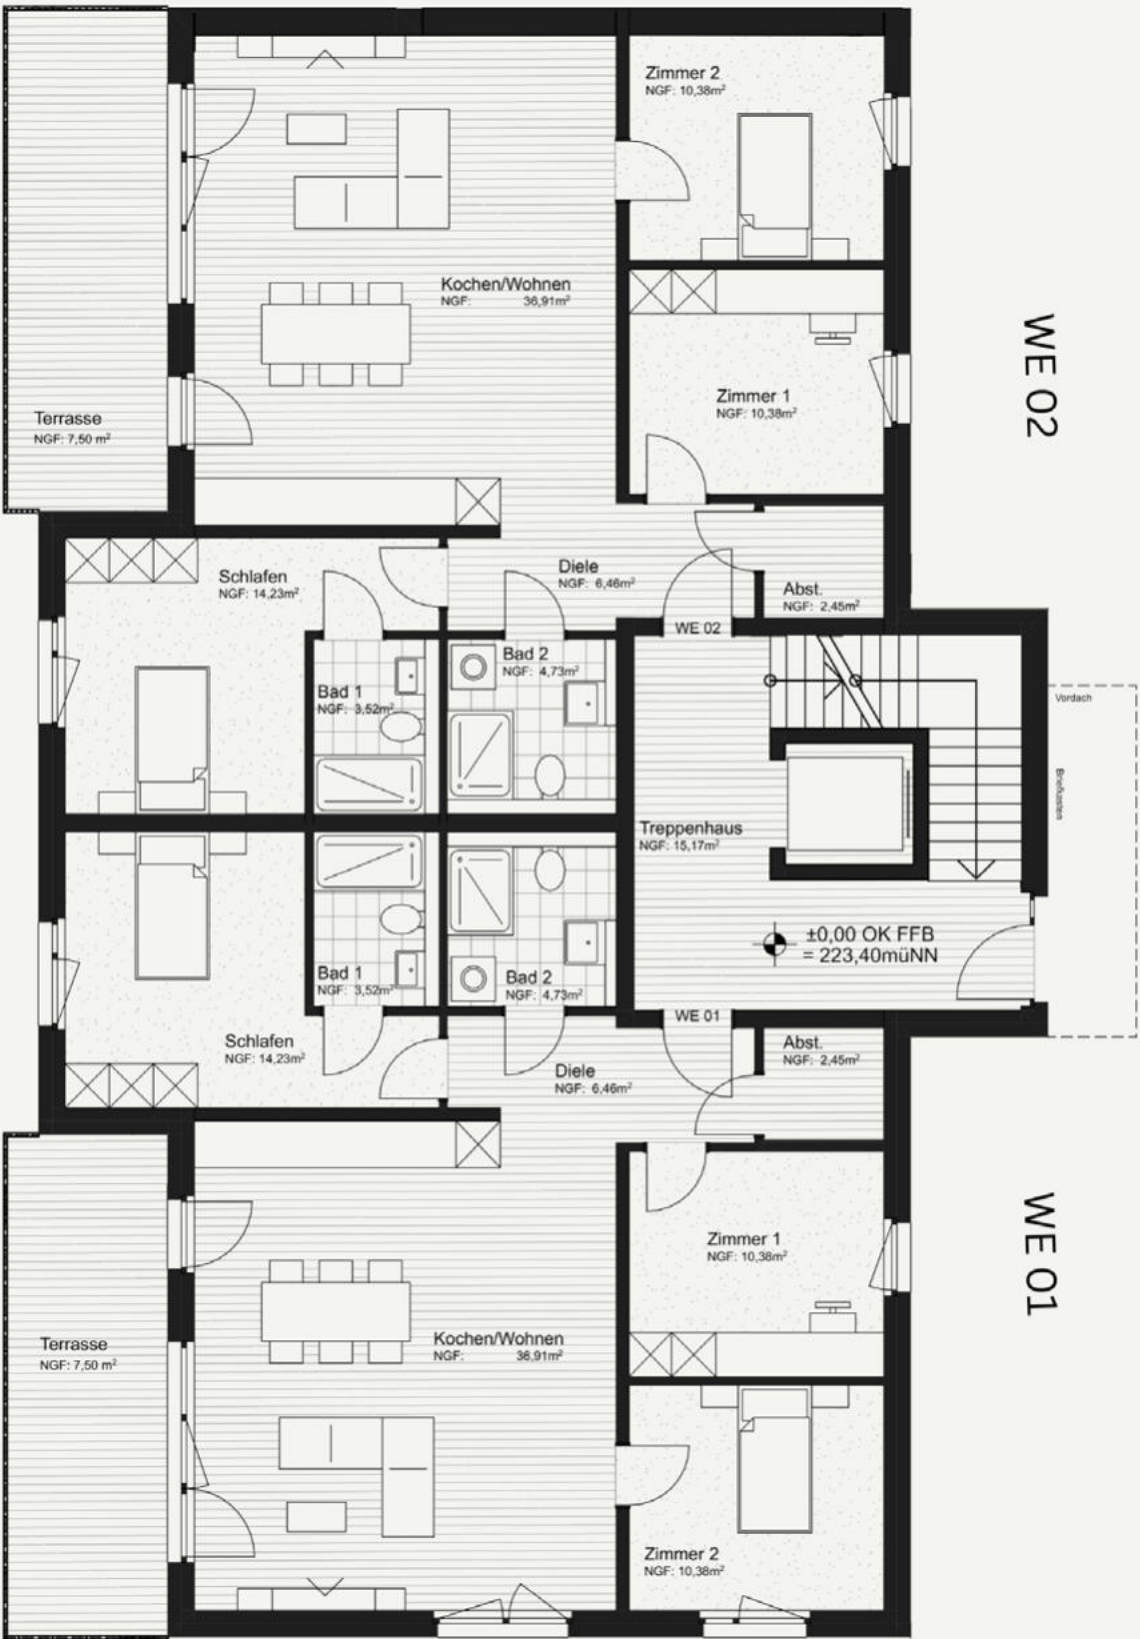 Zimmer 2
NGF: 10,38m²
Kochen/Wohnen
NGF: 36,91m²
WE 02
Zimmer 1
NGF: 10,38m²
Terrasse
NGF: 7,50 m²
Diele
NGF: 6,46m²
Schlafen
NGF: 14,23m²
Abst.
NGF: 2,45m²
WE 02
Bad 2
NGF: 4,73m²
Bad 1
NGF: 3,52m²
Vordach
Briefkasten
Treppenhaus
NGF: 15,17m²
±0,00 OK FFB
= 223,40müNN
Bad 1
NGF: 3,52m²
Bad 2
NGF: 4,73m²
WE 01
Schlafen
NGF: 14,23m²
Abst.
NGF: 2,45m²
Diele
NGF: 6,46m²
WE 01
Zimmer 1
NGF: 10,38m²
Terrasse
NGF: 7,50 m²
Kochen/Wohnen
NGF: 36,91m²
Zimmer 2
NGF: 10,38m²